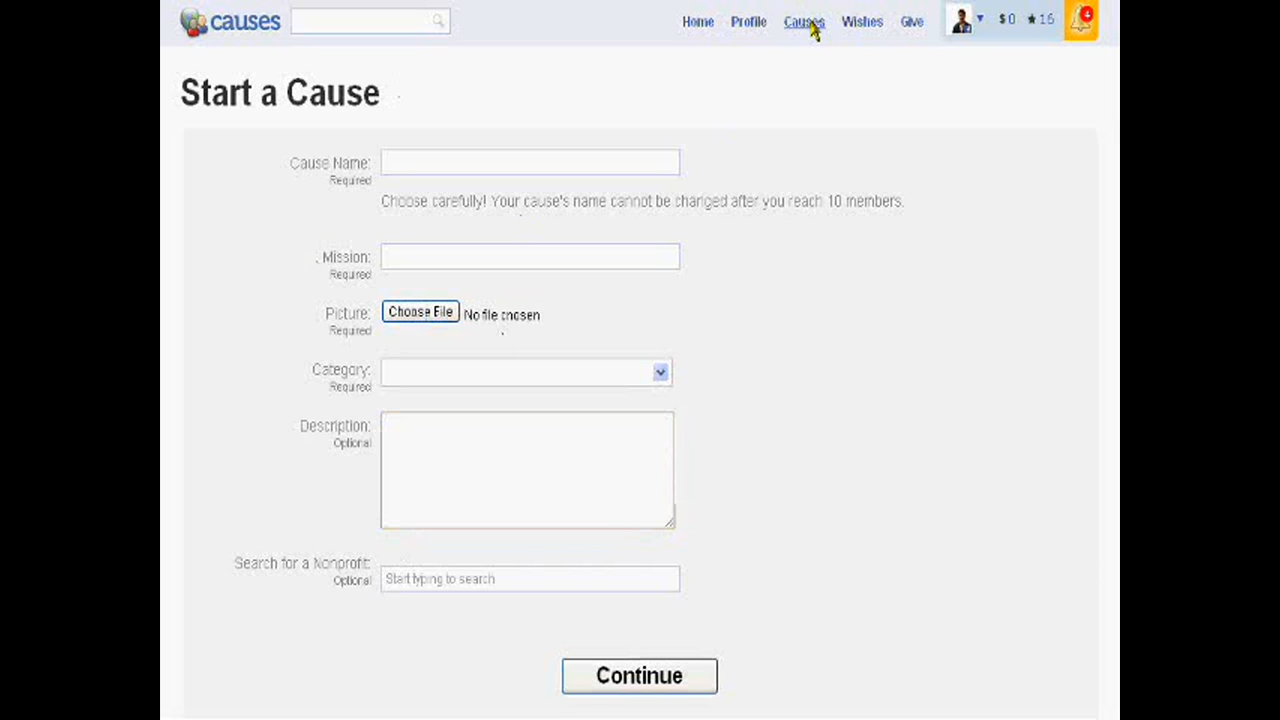 causes
Home Profile Causes Wishes Give $0 ★16 4
Start a Cause
Cause Name:
Required
Choose carefully! Your cause's name cannot be changed after you reach 10 members.
Mission:
Required
Picture:
Choose File No file chosen
Required
Category:
Required
Description:
Optional
Search for a Nonprofit:
Start typing to search
Optional
Continue